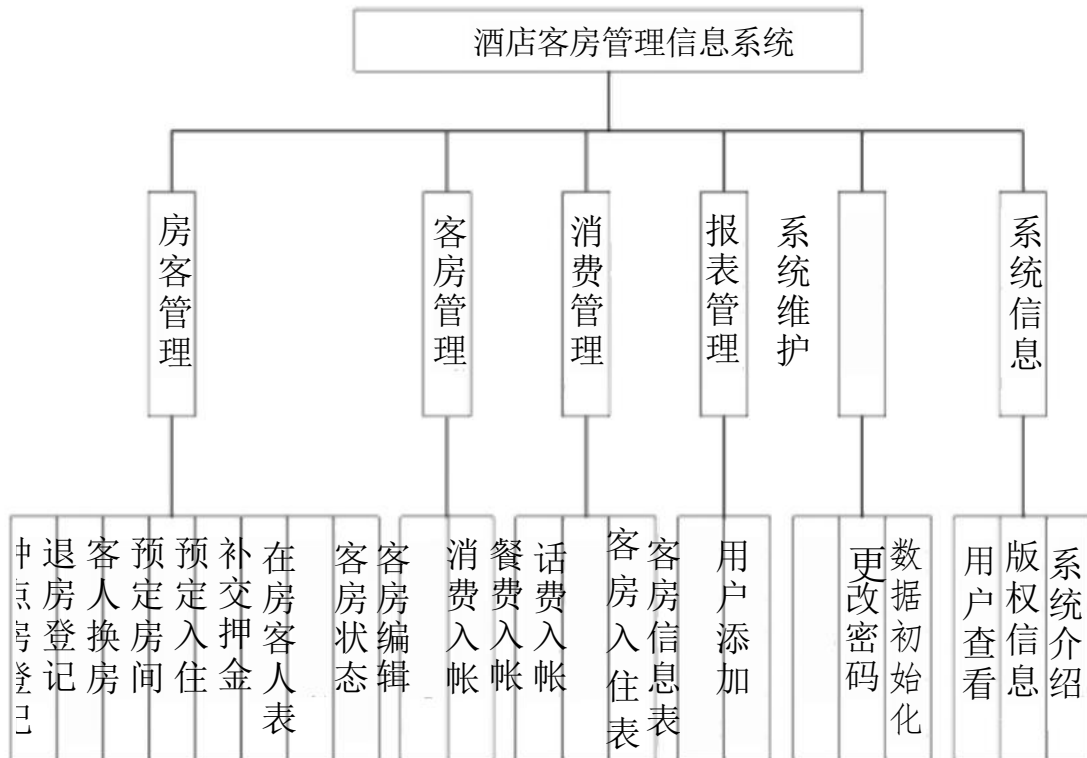 酒店客房管理信息系统
房客管理
客房管理
消费管理
报表管理
系统维护
系统信息
钟点房登记
退房登记
客人换房
预定房间
预定入住
补交押金
在房客人表
客房状态
客房编辑
消费入帐
餐费入帐
话费入帐
客房入住表
客房信息表
用户添加
更改密码
数据初始化
用户查看
版权信息
系统介绍